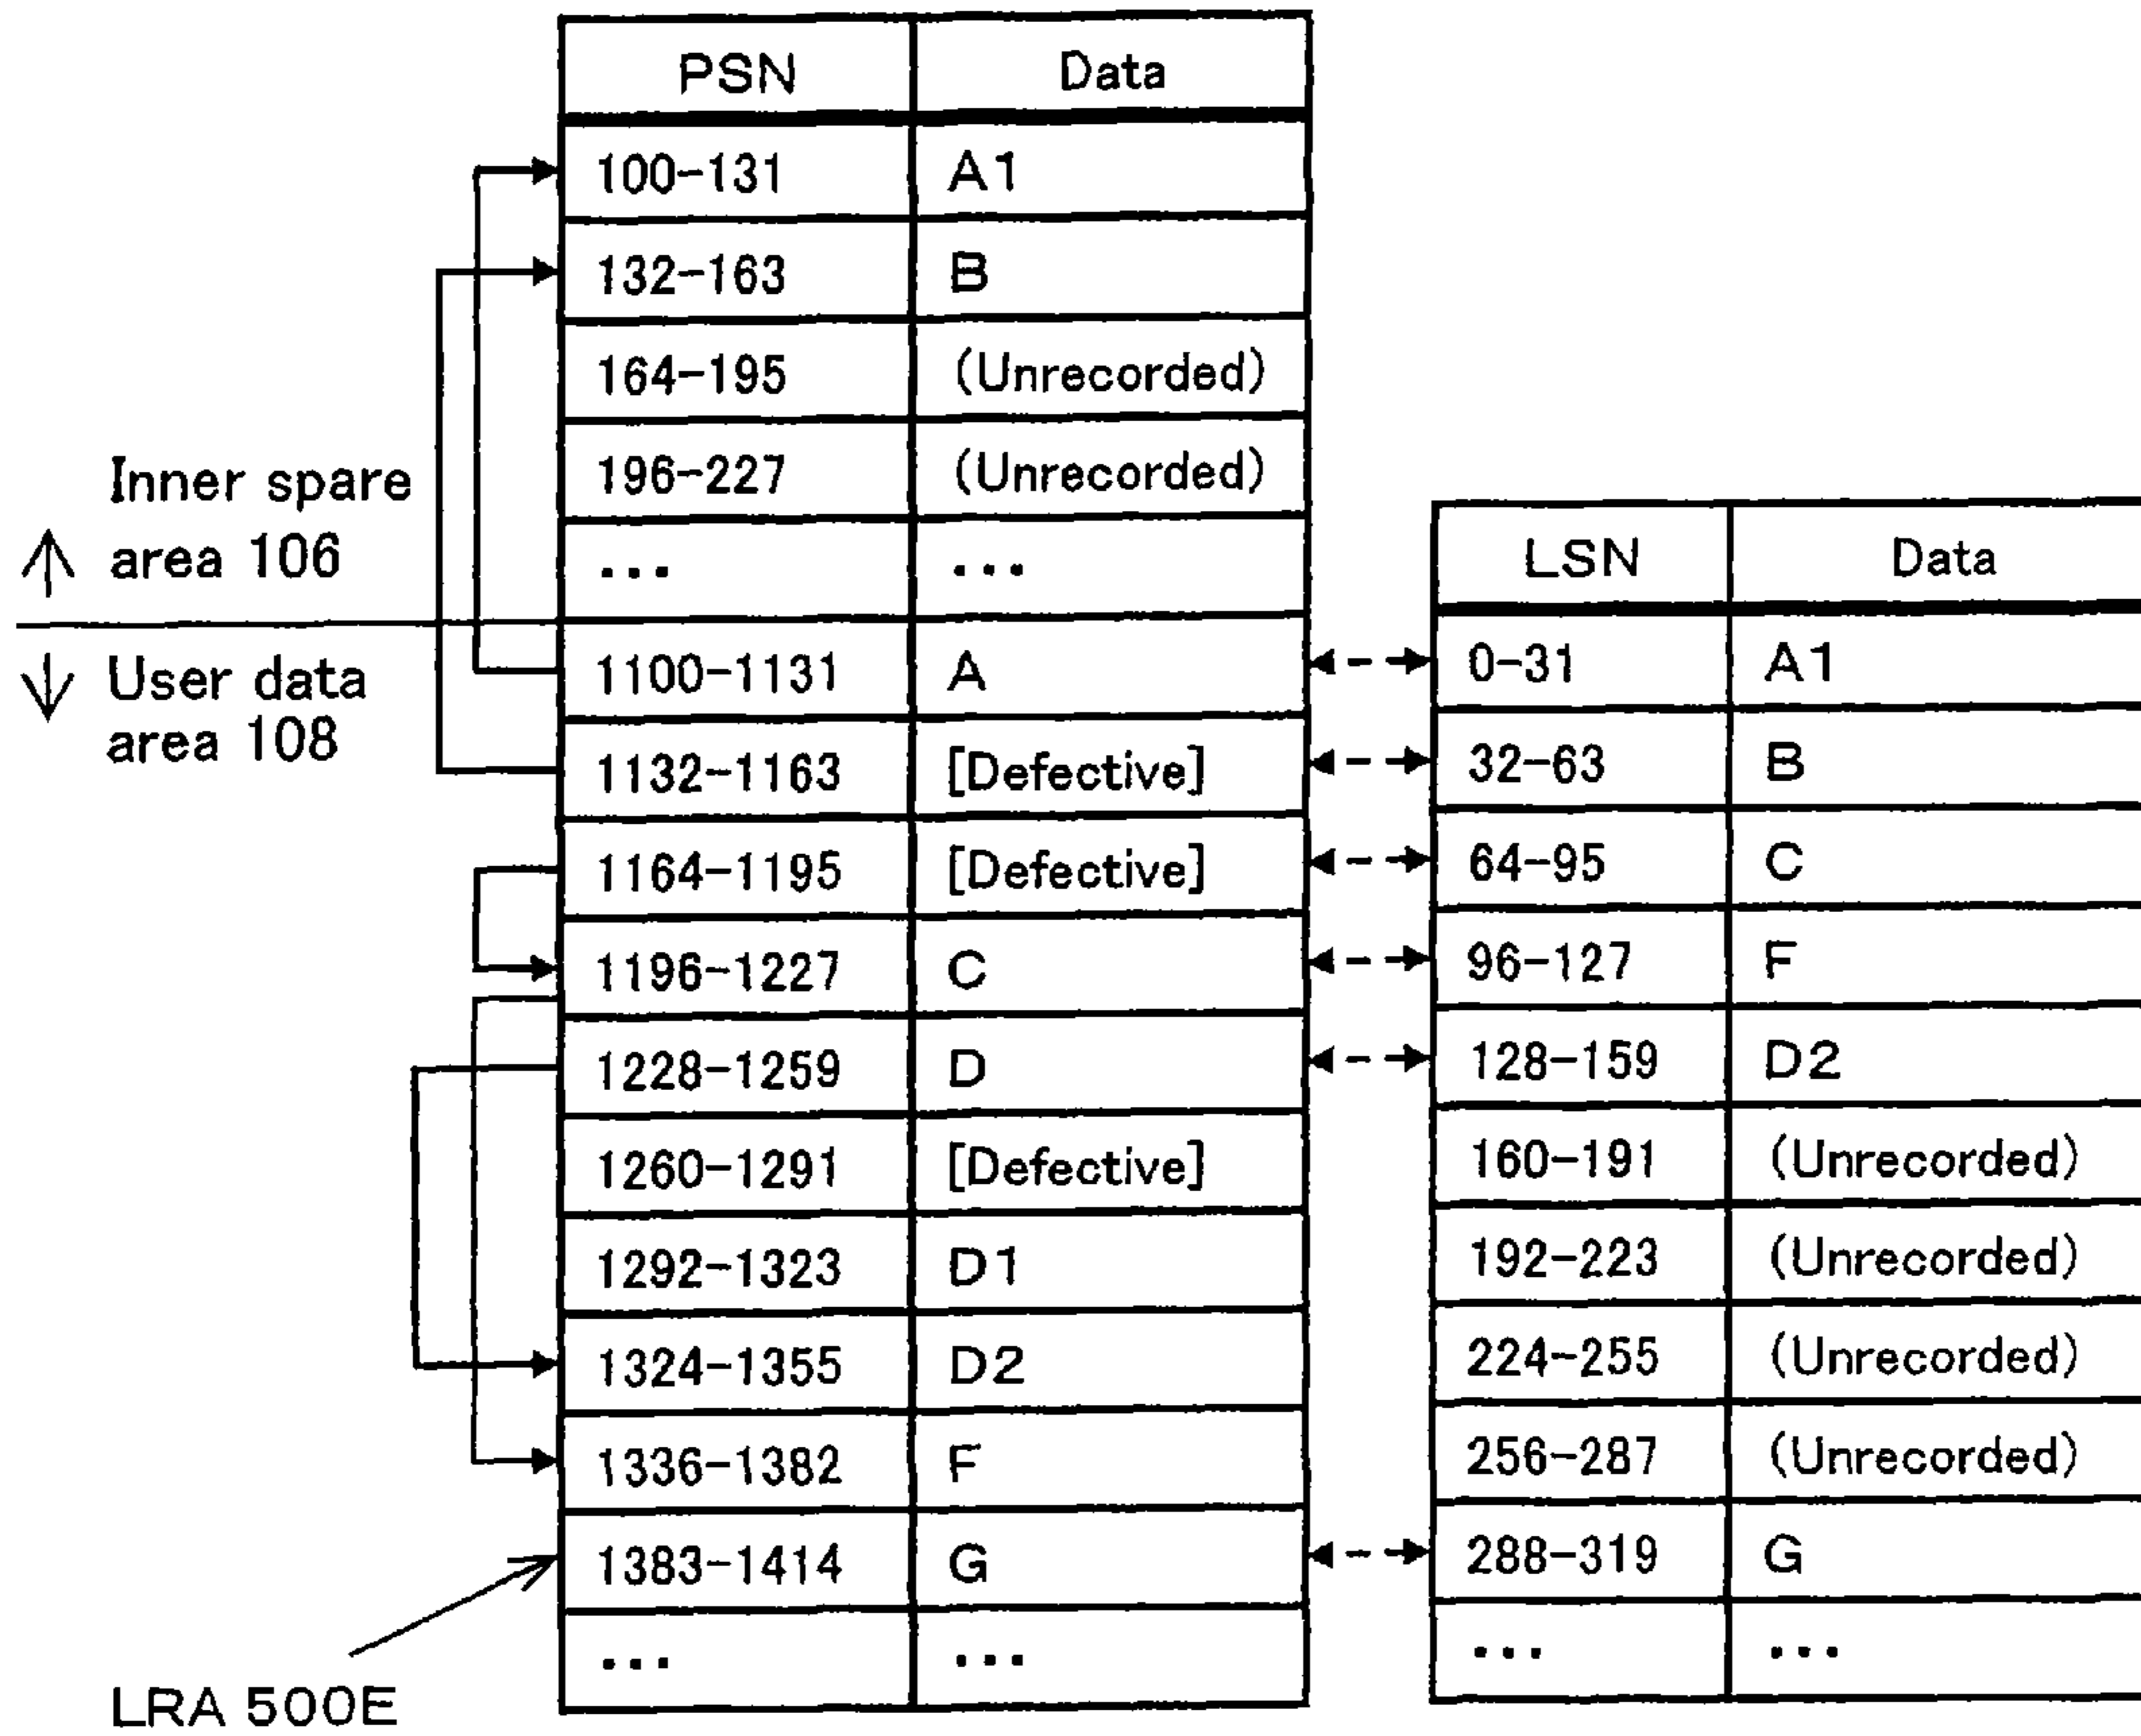 PSN Data
100-131 A1
132-163 B
164-195 (Unrecorded)
196-227 (Unrecorded)
... ...
1100-1131 A
1132-1163 [Defective]
1164-1195 [Defective]
1196-1227 C
1228-1259 D
1260-1291 [Defective]
1292-1323 D1
1324-1355 D2
1336-1382 F
1383-1414 G
... ...
Inner spare
area 106
User data
area 108
LRA 500E
LSN Data
0-31 A1
32-63 B
64-95 C
96-127 F
128-159 D2
160-191 (Unrecorded)
192-223 (Unrecorded)
224-255 (Unrecorded)
256-287 (Unrecorded)
288-319 G
... ...